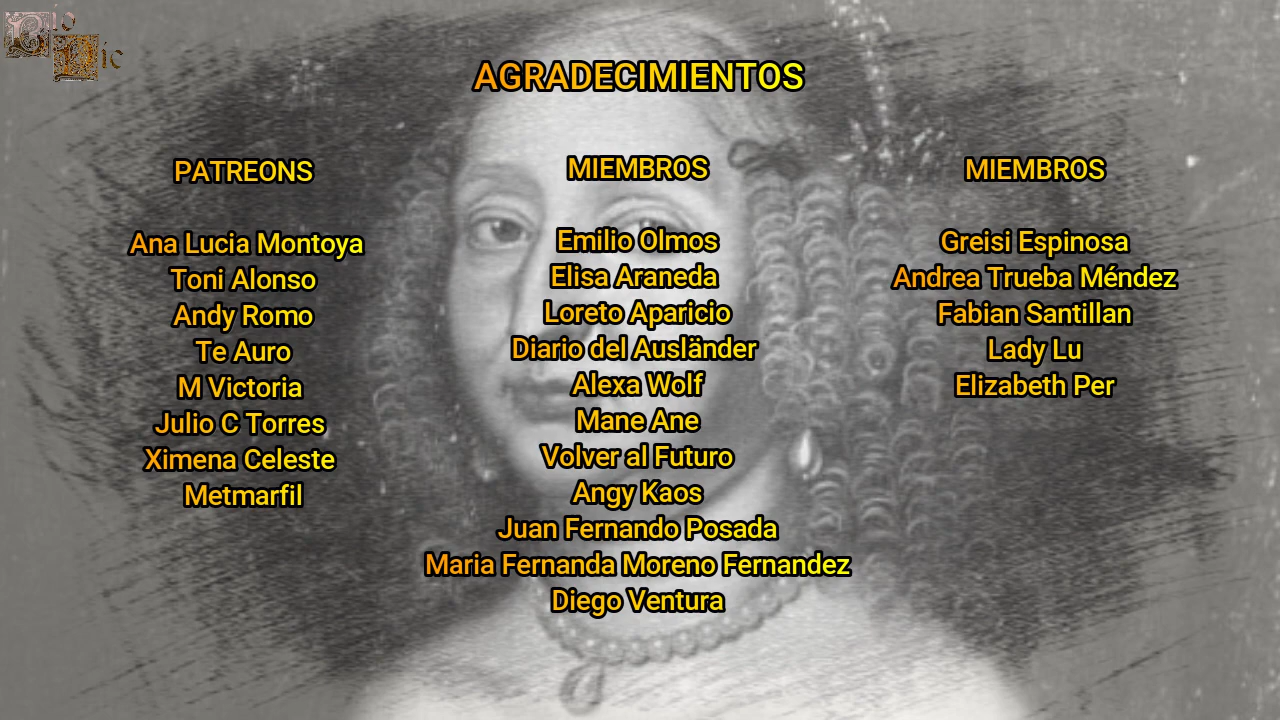 Bio
Dic
AGRADECIMIENTOS
PATREONS
Ana Lucia Montoya
Toni Alonso
Andy Romo
Te Auro
M Victoria
Julio C Torres
Ximena Celeste
Metmarfil
MIEMBROS
Emilio Olmos
Elisa Araneda
Loreto Aparicio
Diario del Ausländer
Alexa Wolf
Mane Ane
Volver al Futuro
Angy Kaos
Juan Fernando Posada
Maria Fernanda Moreno Fernandez
Diego Ventura
MIEMBROS
Greisi Espinosa
Andrea Trueba Méndez
Fabian Santillan
Lady Lu
Elizabeth Per